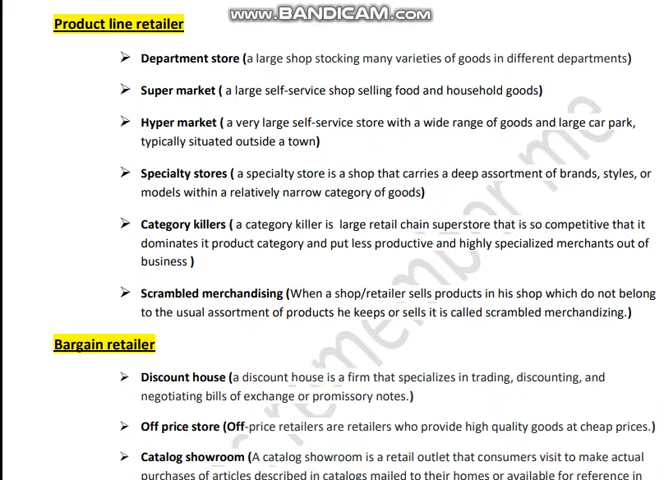 www.BANDICAM.com
Product line retailer
➢ Department store (a large shop stocking many varieties of goods in different departments)
➢ Super market ( a large self-service shop selling food and household goods)
➢ Hyper market ( a very large self-service store with a wide range of goods and large car park,
typically situated outside a town)
➢ Specialty stores ( a specialty store is a shop that carries a deep assortment of brands, styles, or
models within a relatively narrow category of goods)
➢ Category killers ( a category killer is large retail chain superstore that is so competitive that it
dominates it product category and put less productive and highly specialized merchants out of
business )
➢ Scrambled merchandising (When a shop/retailer sells products in his shop which do not belong
to the usual assortment of products he keeps or sells it is called scrambled merchandizing.)
Bargain retailer
➢ Discount house (a discount house is a firm that specializes in trading, discounting, and
negotiating bills of exchange or promissory notes.)
➢ Off price store (Off-price retailers are retailers who provide high quality goods at cheap prices.)
➢ Catalog showroom (A catalog showroom is a retail outlet that consumers visit to make actual
purchases of articles described in catalogs mailed to their homes or available for reference in